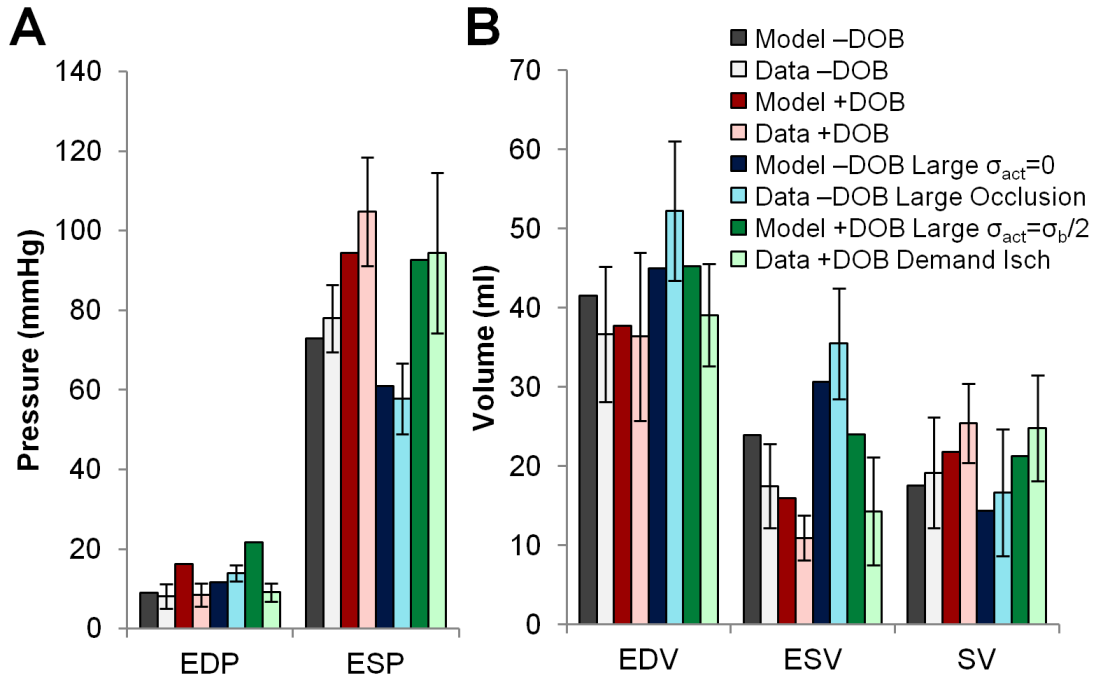 A
Pressure (mmHg)
140
120
100
80
60
40
20
0
EDP ESP
B
Volume (ml)
70
60
50
40
30
20
10
0
EDV ESV SV
Model –DOB
Data –DOB
Model +DOB
Data +DOB
Model –DOB Large σact=0
Data –DOB Large Occlusion
Model +DOB Large σact=σb/2
Data +DOB Demand Isch